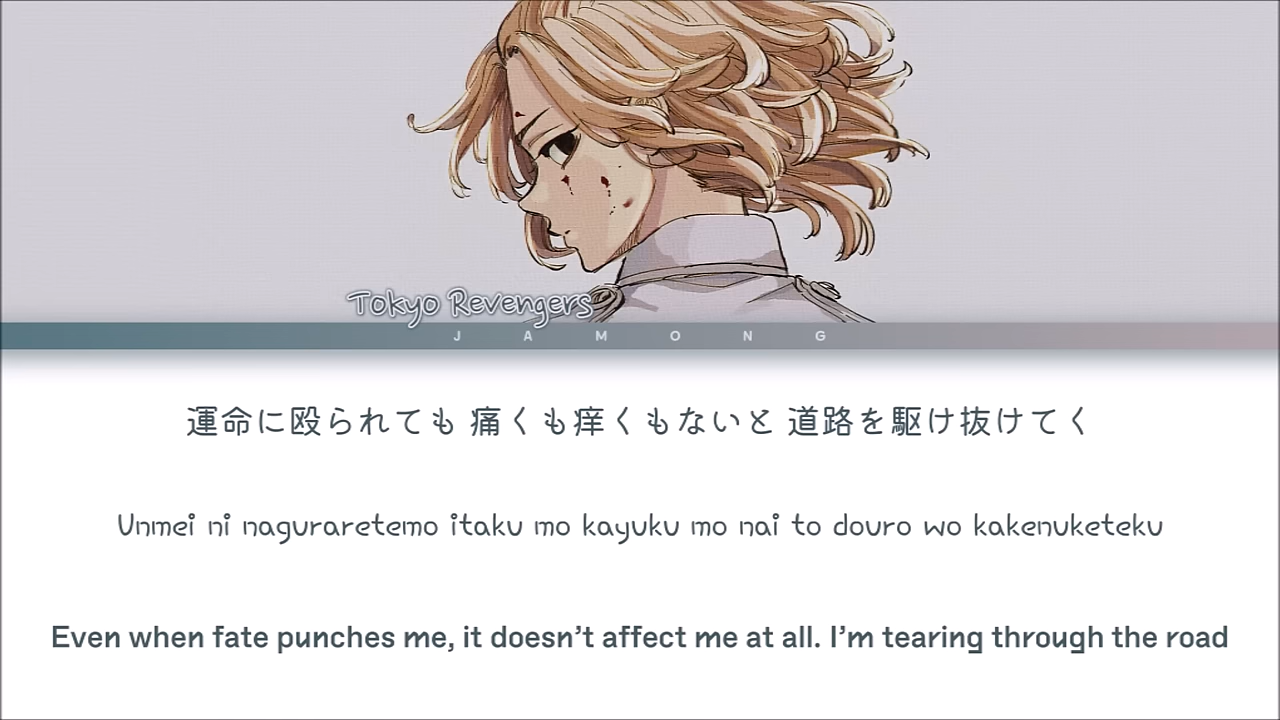 Tokyo Revengers
J A M O N G
運命に殴られても 痛くも痒くもないと 道路を駆け抜けてく
Unmei ni naguraretemo itaku mo kayuku mo nai to douro wo kakenuketeku
Even when fate punches me, it doesn’t affect me at all. I’m tearing through the road